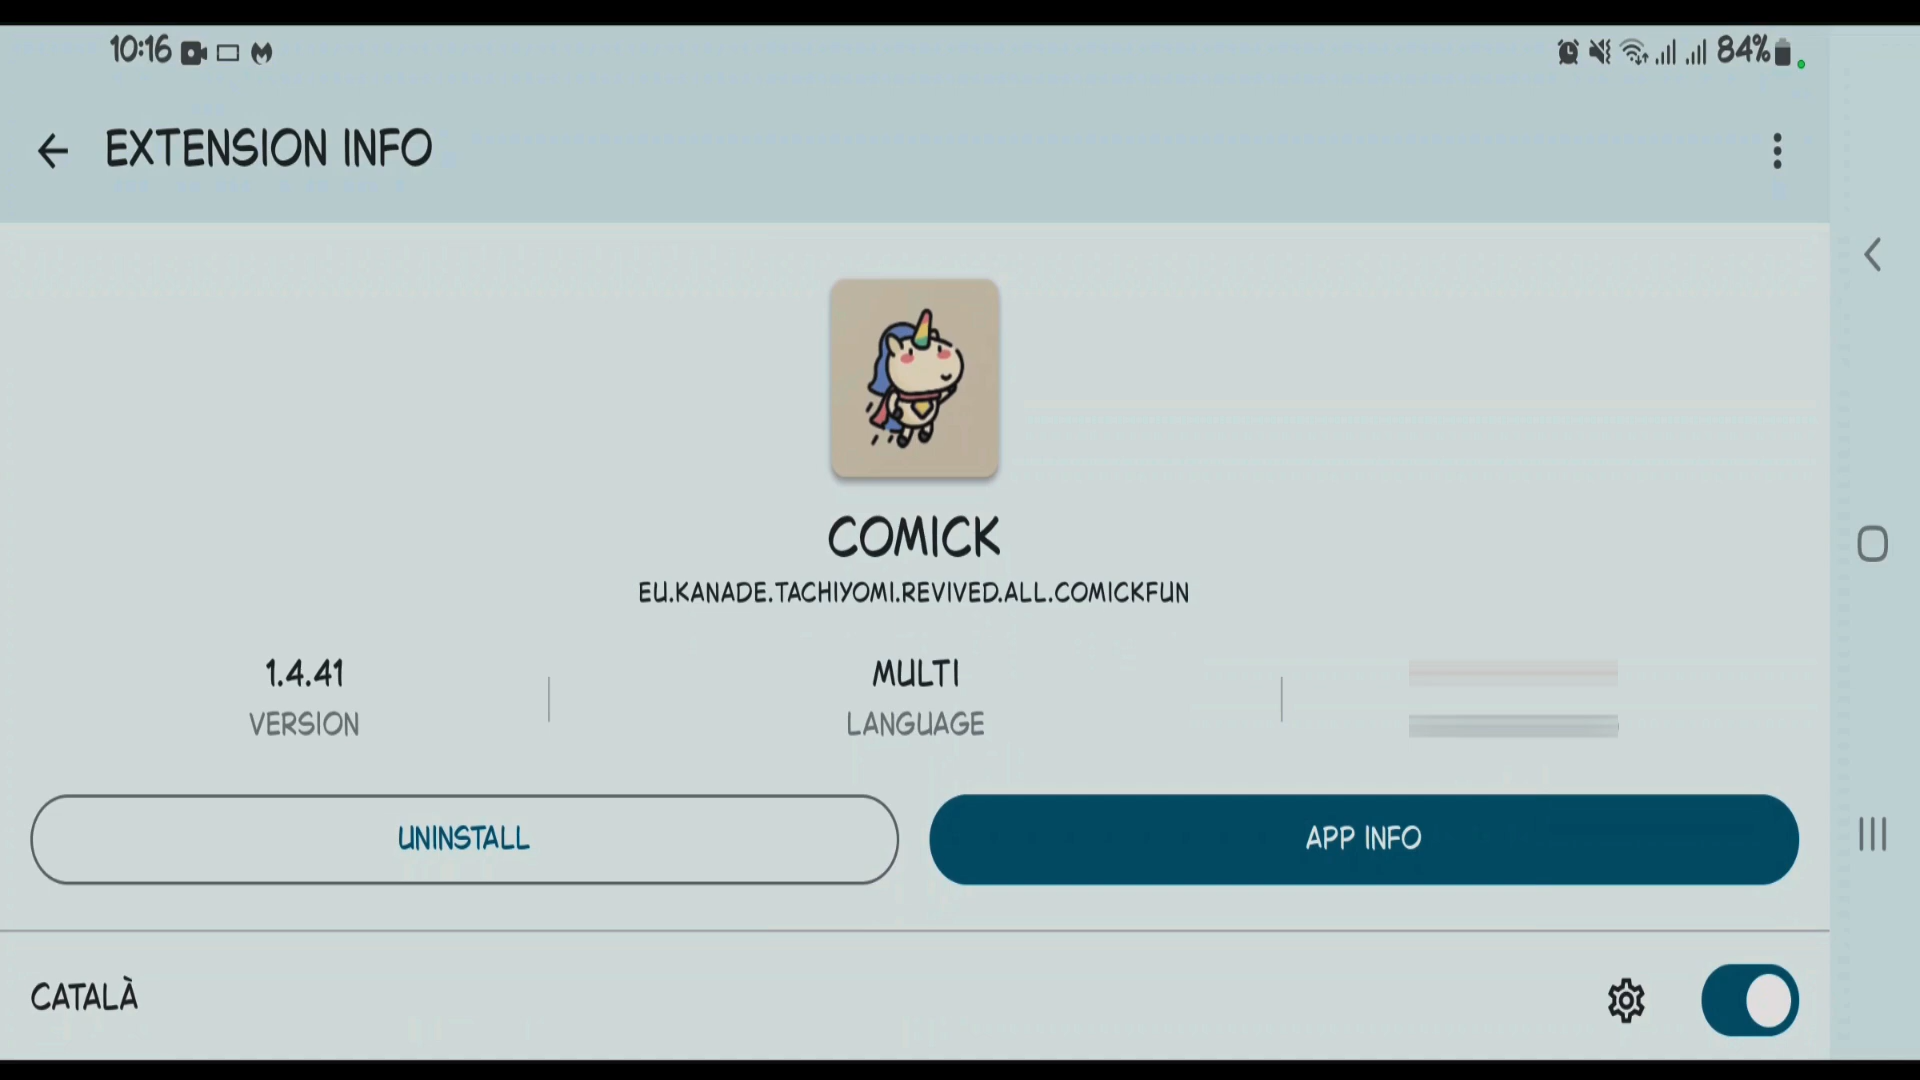 10:16
84%
EXTENSION INFO
COMICK
EU.KANADE.TACHIYOMI.REVIVED.ALL.COMICKFUN
1.4.41
MULTI
VERSION
LANGUAGE
UNINSTALL
APP INFO
CATALÀ